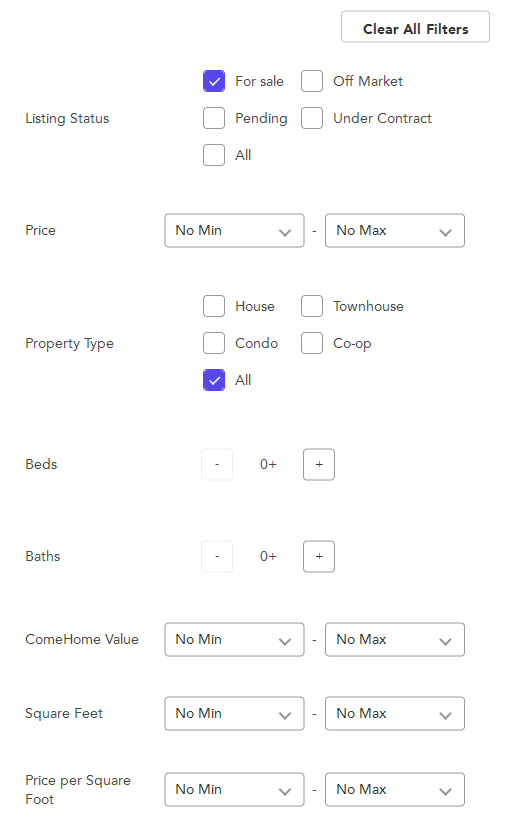 Clear All Filters
For sale Off Market
Listing Status Pending Under Contract
All
Price No Min - No Max
House Townhouse
Property Type Condo Co-op
All
Beds - 0+ +
Baths - 0+ +
ComeHome Value No Min - No Max
Square Feet No Min - No Max
Price per Square
Foot No Min - No Max